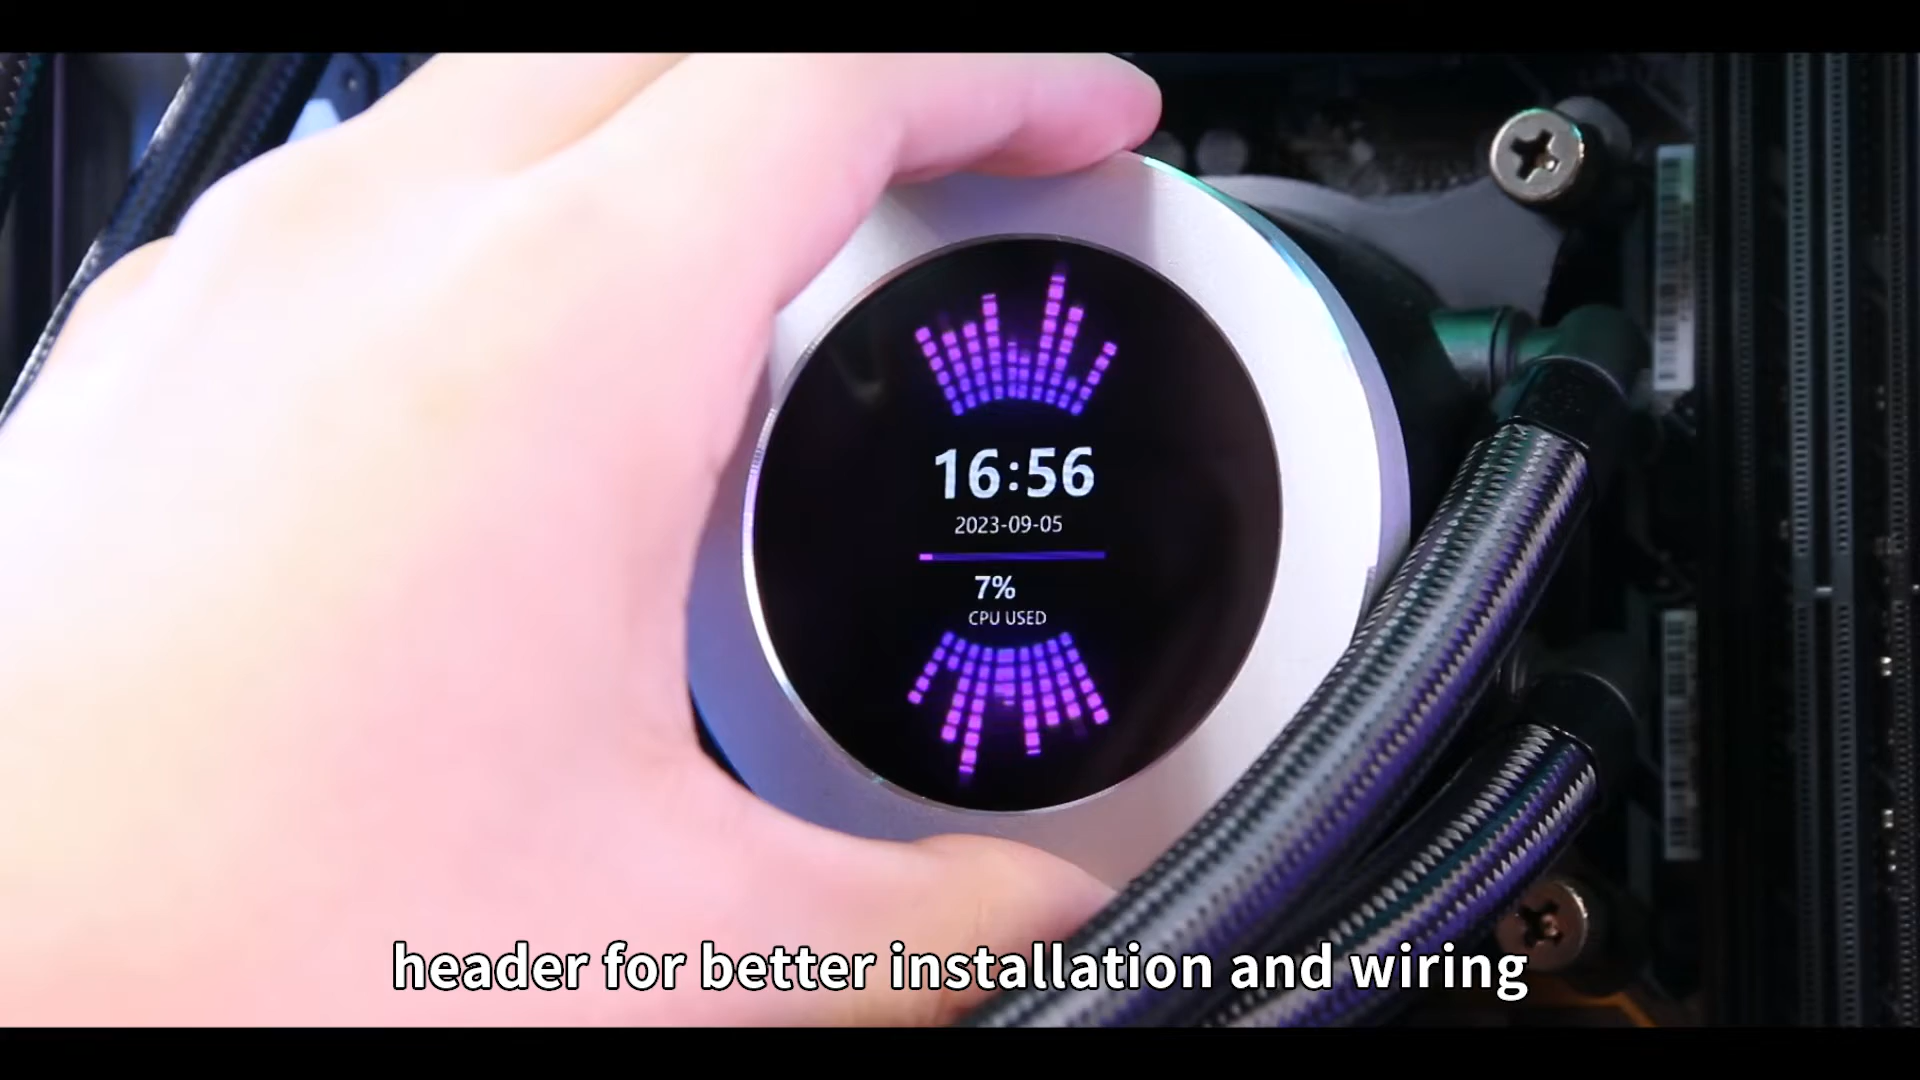 16:56
2023-09-05
7%
CPU USED
header for better installation and wiring